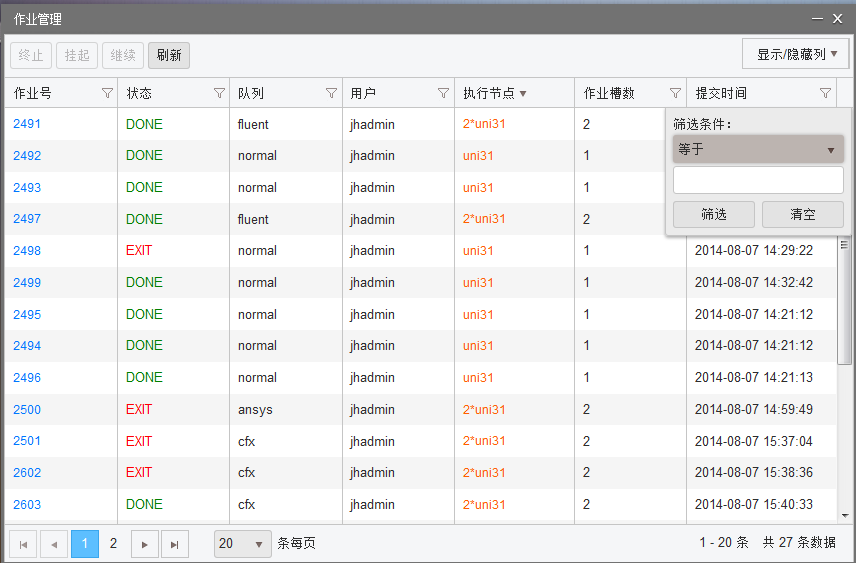 作业管理
终止 挂起 继续 刷新 显示/隐藏列
作业号 状态 队列 用户 执行节点 作业槽数 提交时间
筛选条件：
等于
筛选 清空
2491 DONE fluent jhadmin 2*uni31 2
2492 DONE normal jhadmin uni31 1
2493 DONE normal jhadmin uni31 1
2497 DONE fluent jhadmin 2*uni31 2
2498 EXIT normal jhadmin uni31 1 2014-08-07 14:29:22
2499 DONE normal jhadmin uni31 1 2014-08-07 14:32:42
2495 DONE normal jhadmin uni31 1 2014-08-07 14:21:12
2494 DONE normal jhadmin uni31 1 2014-08-07 14:21:12
2496 DONE normal jhadmin uni31 1 2014-08-07 14:21:13
2500 EXIT ansys jhadmin 2*uni31 2 2014-08-07 14:59:49
2501 EXIT cfx jhadmin 2*uni31 2 2014-08-07 15:37:04
2602 EXIT cfx jhadmin 2*uni31 2 2014-08-07 15:38:36
2603 DONE cfx jhadmin 2*uni31 2 2014-08-07 15:40:33
1 2 20 条每页 1 - 20 条 共 27 条数据